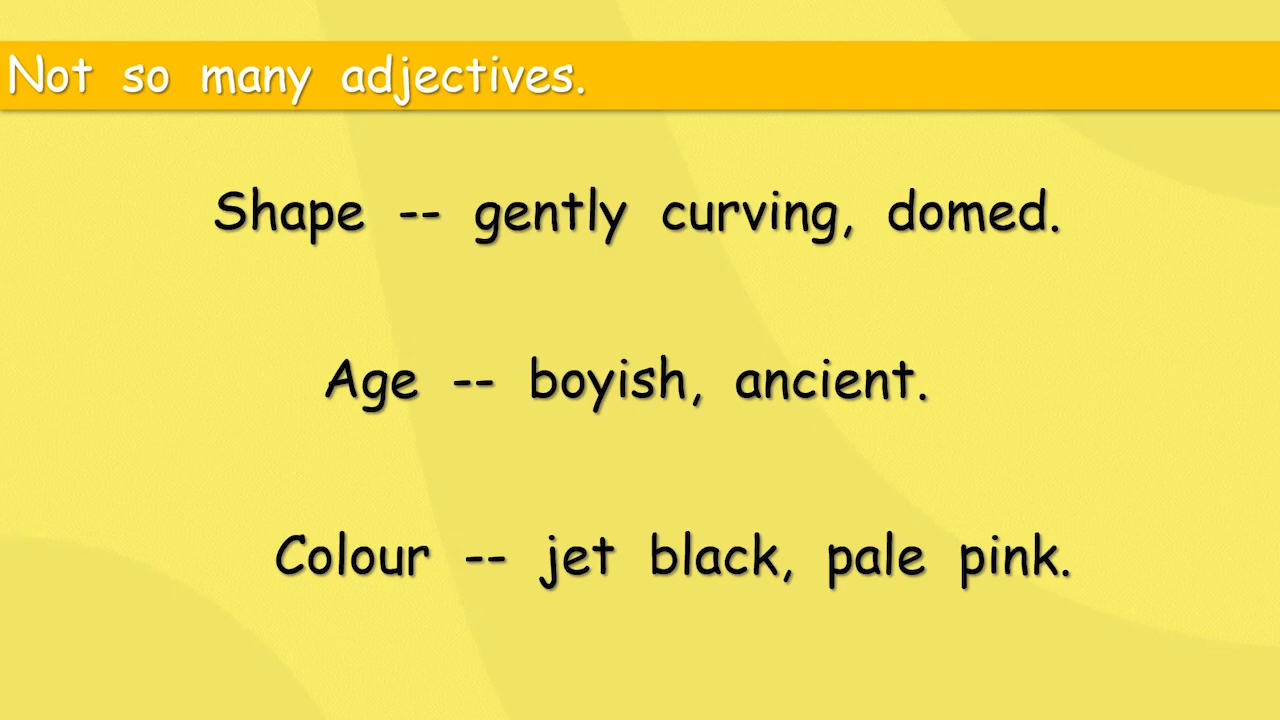 Not so many adjectives.
Shape -- gently curving, domed.
Age -- boyish, ancient.
Colour -- jet black, pale pink.